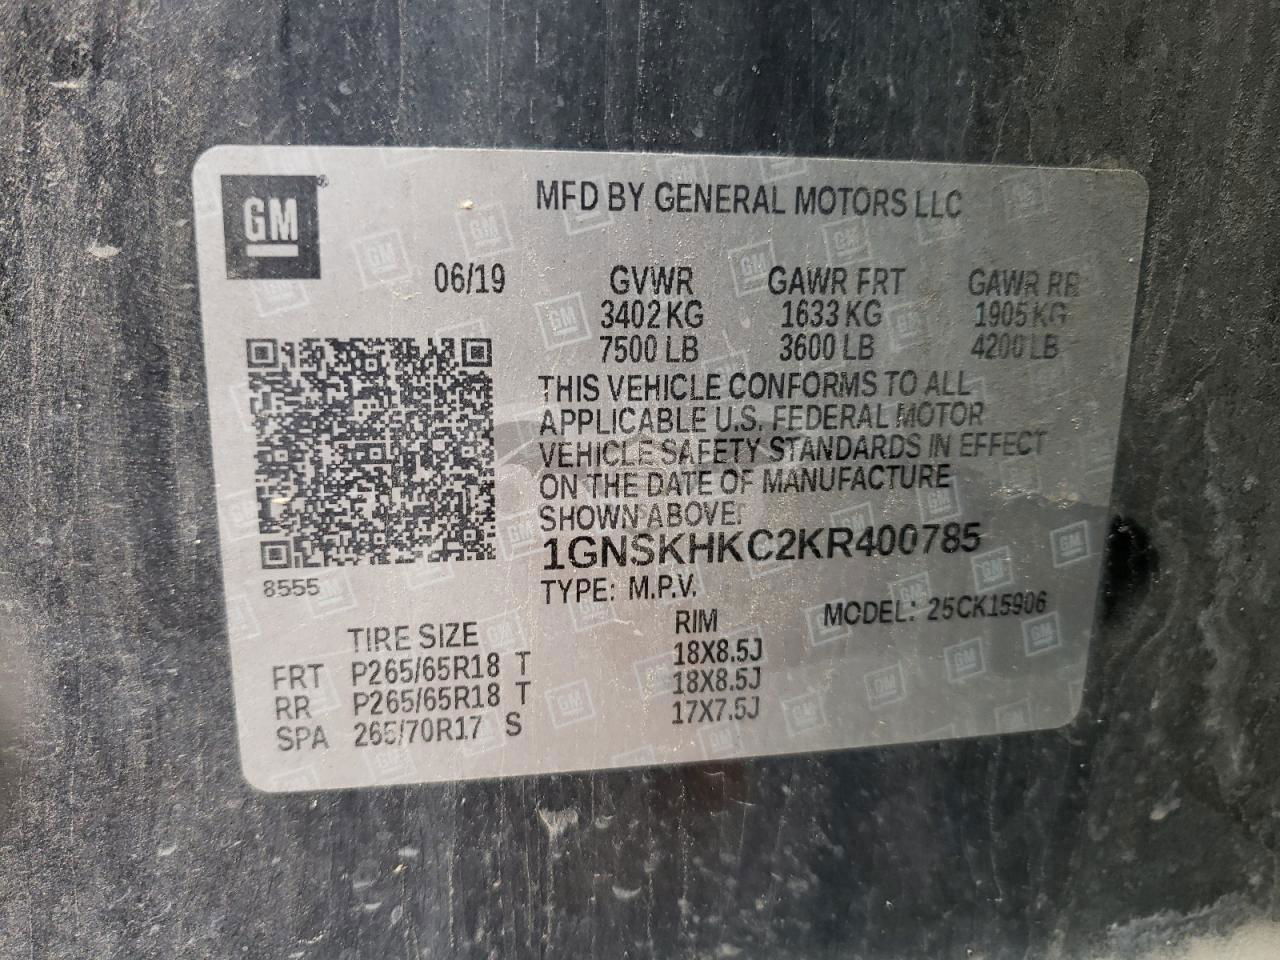 GM
MFD BY GENERAL MOTORS LLC
06/19 GVWR GAWR FRT GAWR RR
3402 KG 1633 KG 1905 KG
7500 LB 3600 LB 4200 LB
THIS VEHICLE CONFORMS TO ALL
APPLICABLE U.S. FEDERAL MOTOR
VEHICLE SAFETY STANDARDS IN EFFECT
ON THE DATE OF MANUFACTURE
SHOWN ABOVE:
1GNSKHKC2KR400785
8555
TYPE: M.P.V. MODEL: 25CK15906
TIRE SIZE RIM
FRT P265/65R18 T 18X8.5J
RR P265/65R18 T 18X8.5J
SPA 265/70R17 S 17X7.5J